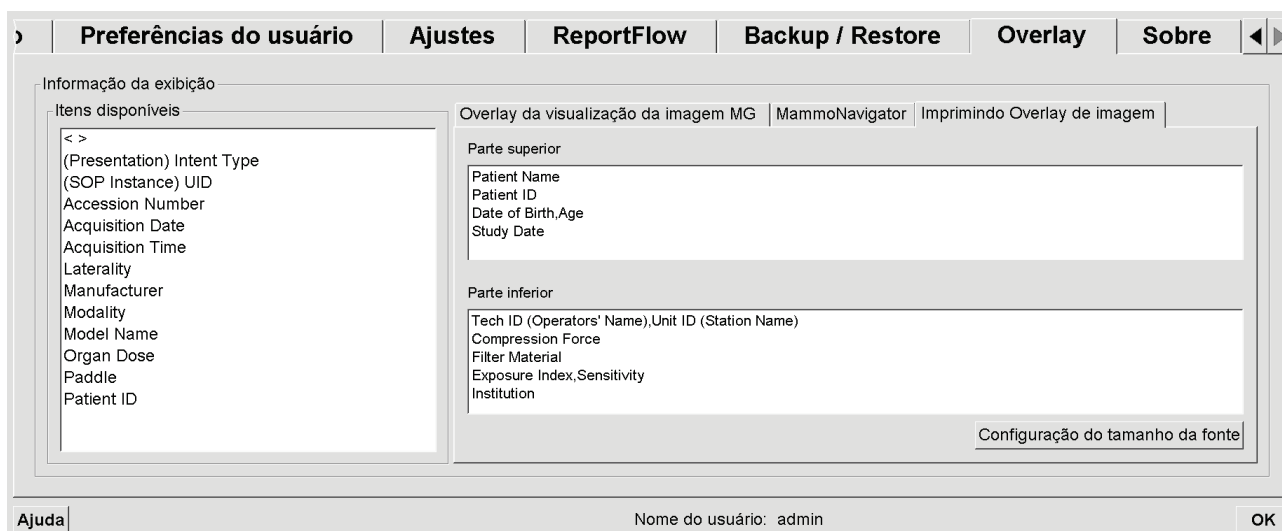 Preferências do usuário Ajustes ReportFlow Backup / Restore Overlay Sobre
Informação da exibição
Itens disponíveis
< >
(Presentation) Intent Type
(SOP Instance) UID
Accession Number
Acquisition Date
Acquisition Time
Laterality
Manufacturer
Modality
Model Name
Organ Dose
Paddle
Patient ID
Overlay da visualização da imagem MG MammoNavigator Imprimindo Overlay de imagem
Parte superior
Patient Name
Patient ID
Date of Birth,Age
Study Date
Parte inferior
Tech ID (Operators' Name),Unit ID (Station Name)
Compression Force
Filter Material
Exposure Index,Sensitivity
Institution
Configuração do tamanho da fonte
Ajuda Nome do usuário: admin OK